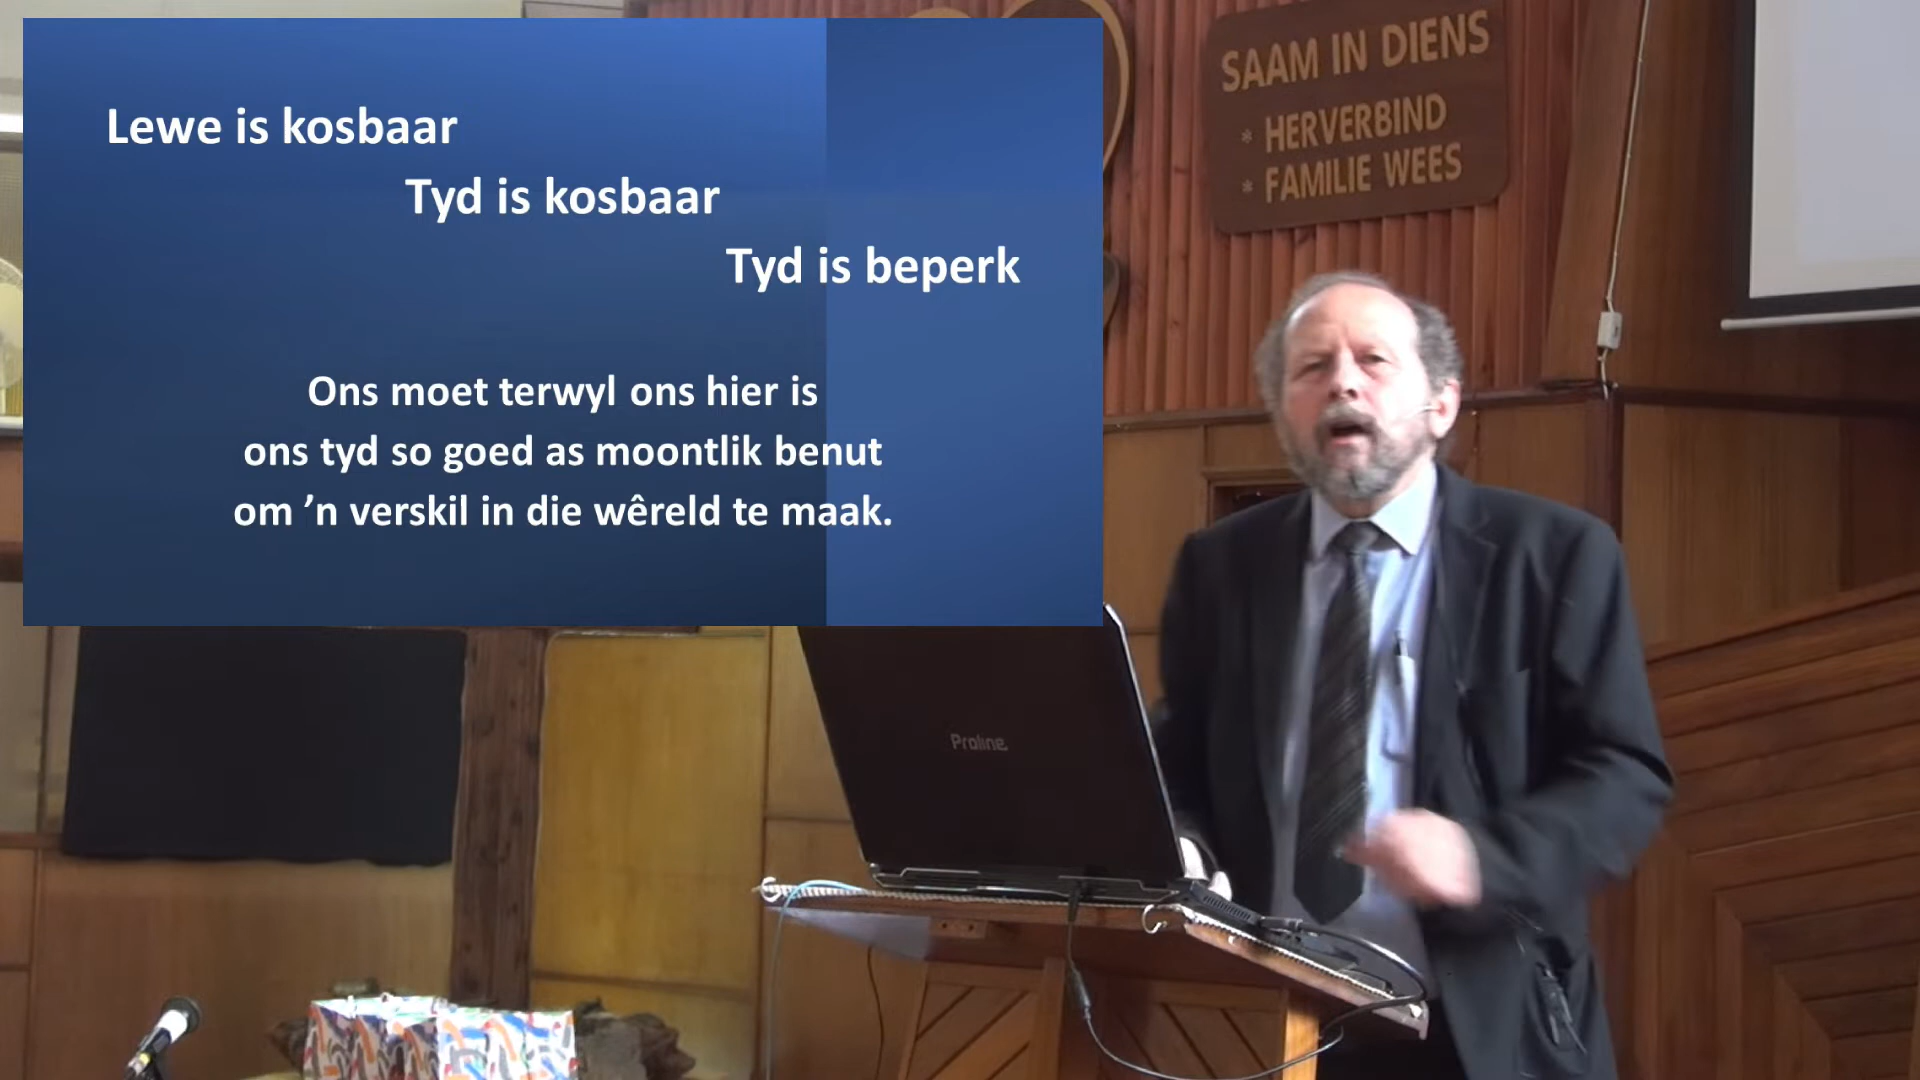 Lewe is kosbaar
Tyd is kosbaar
Tyd is beperk
Ons moet terwyl ons hier is
ons tyd so goed as moontlik benut
om ’n verskil in die wêreld te maak.
SAAM IN DIENS
* HERVERBIND
* FAMILIE WEES
Proline